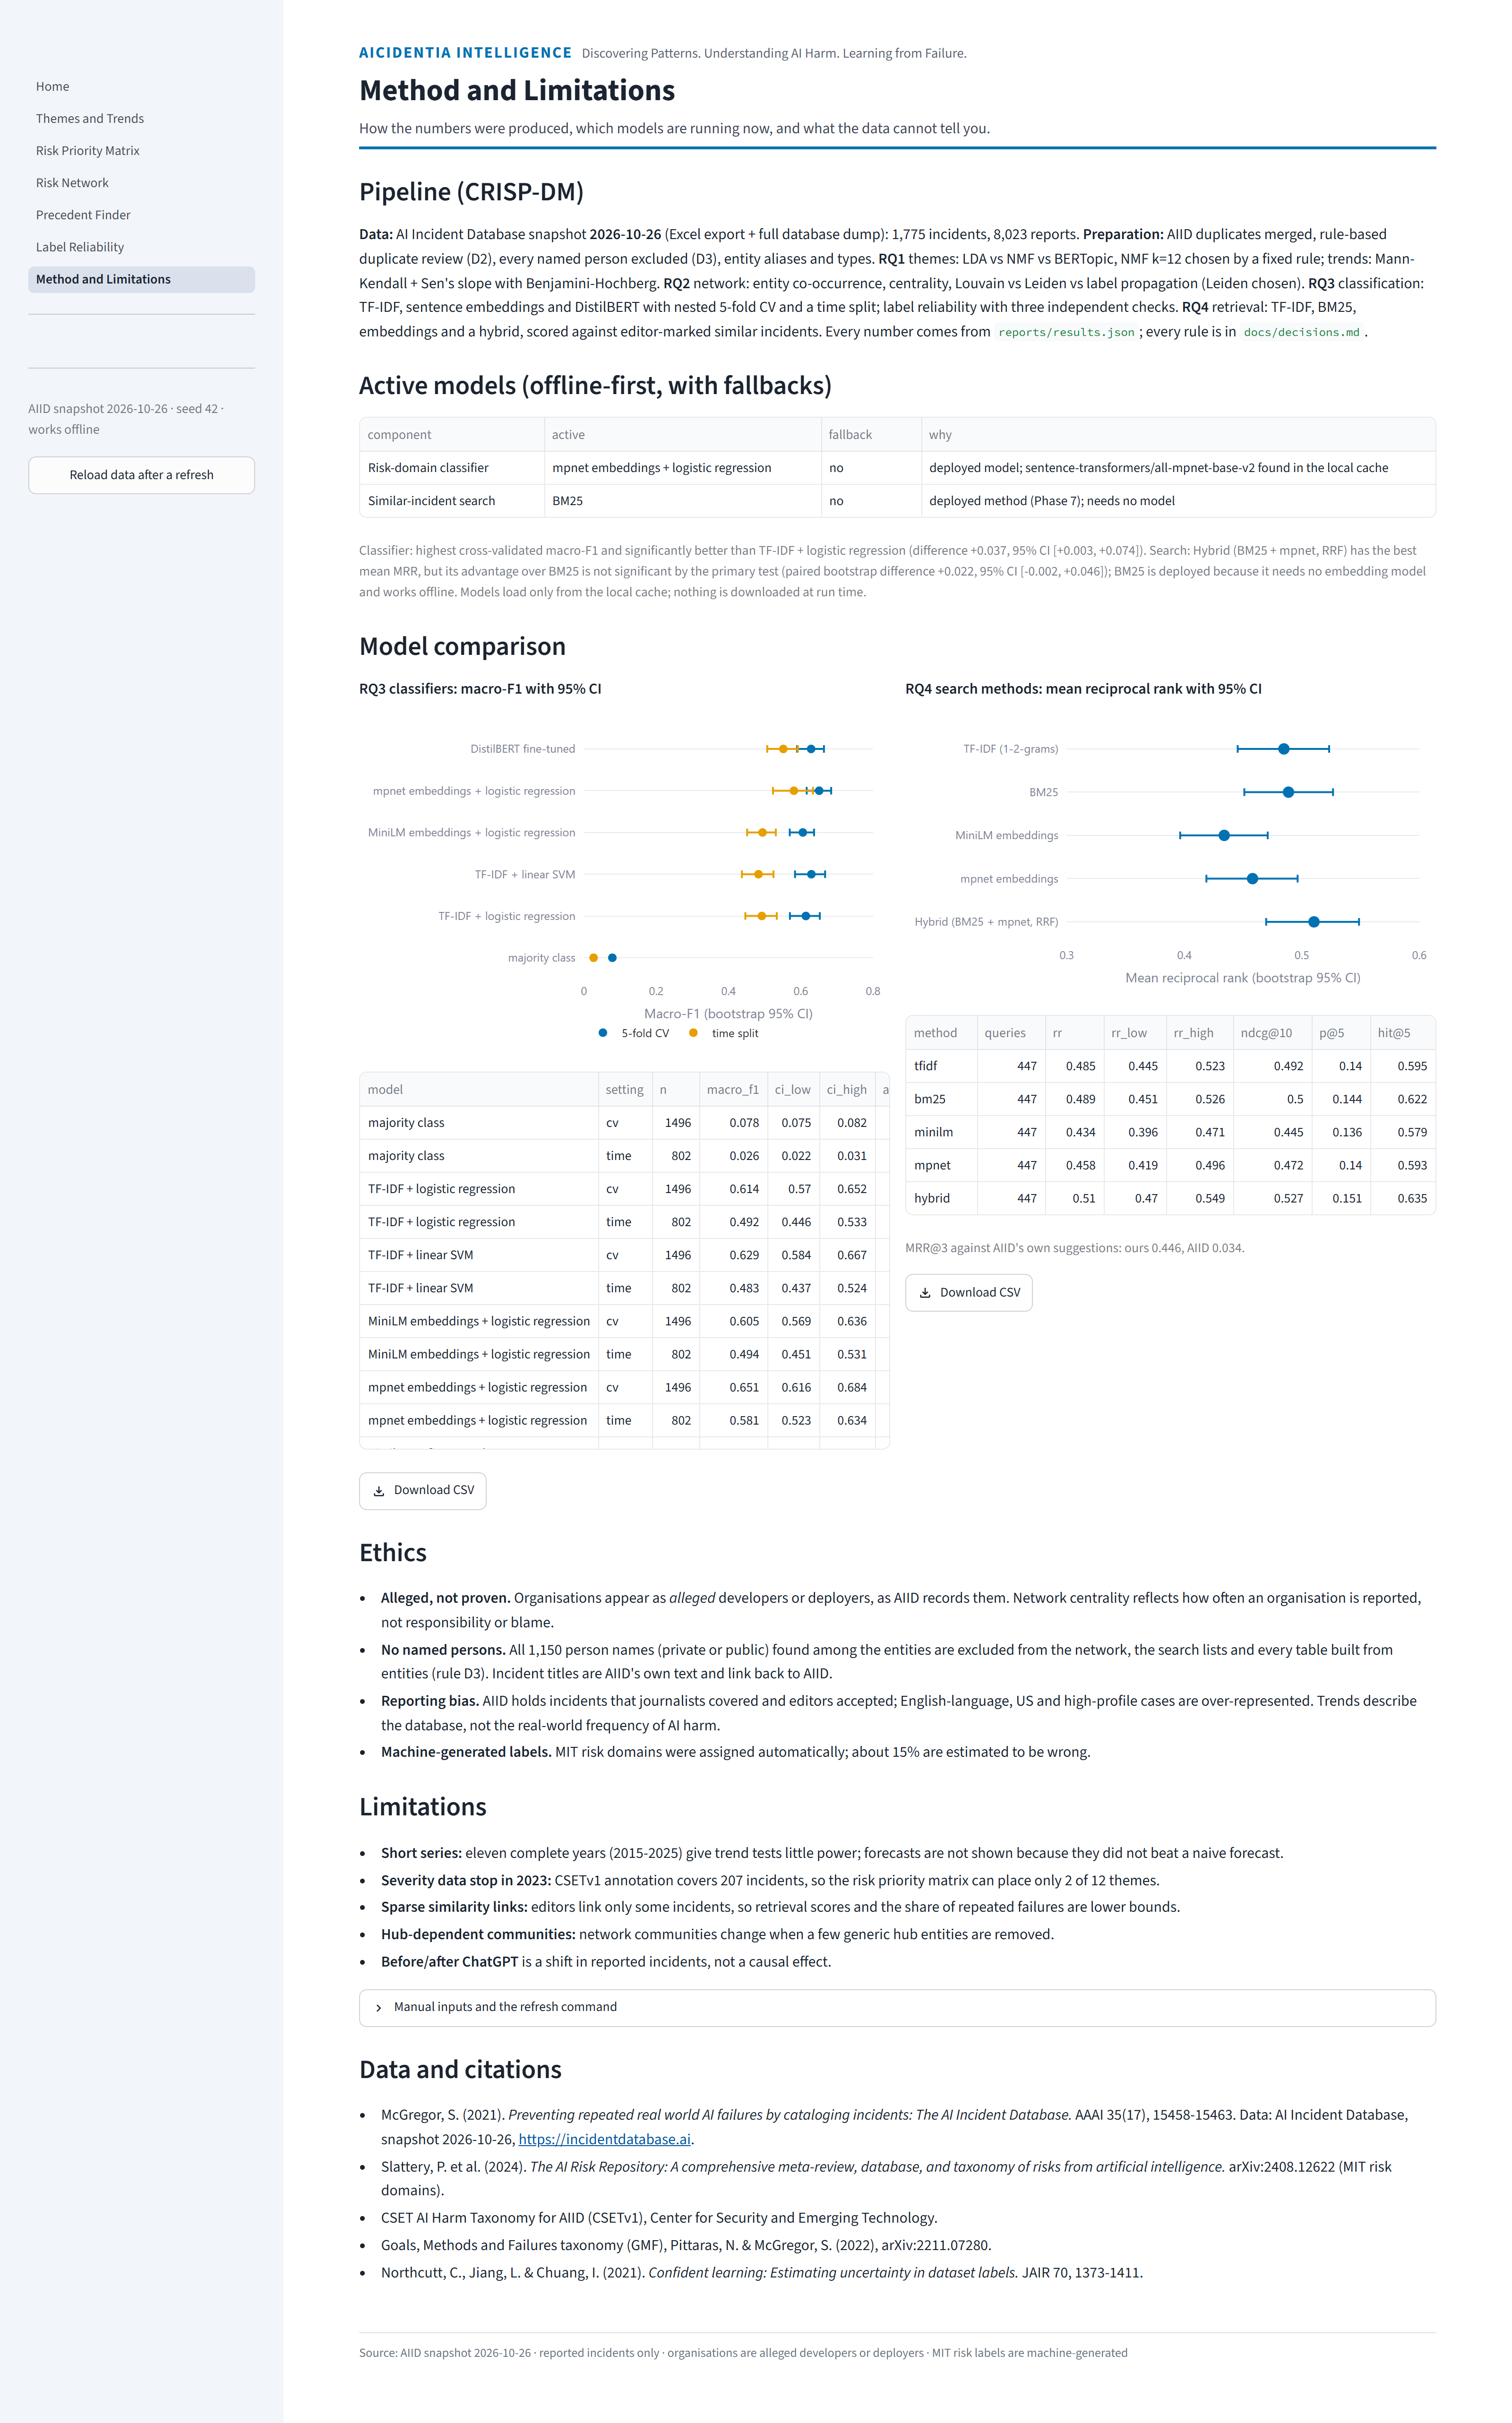 Home
Themes and Trends
Risk Priority Matrix
Risk Network
Precedent Finder
Label Reliability
Method and Limitations
AIID snapshot 2026-10-26 · seed 42 ·
works offline
Reload data after a refresh
AICIDENTIA INTELLIGENCE Discovering Patterns. Understanding AI Harm. Learning from Failure.
Method and Limitations
How the numbers were produced, which models are running now, and what the data cannot tell you.
Pipeline (CRISP-DM)
Data: AI Incident Database snapshot 2026-10-26 (Excel export + full database dump): 1,775 incidents, 8,023 reports. Preparation: AIID duplicates merged, rule-based
duplicate review (D2), every named person excluded (D3), entity aliases and types. RQ1 themes: LDA vs NMF vs BERTopic, NMF k=12 chosen by a fixed rule; trends: Mann-
Kendall + Sen's slope with Benjamini-Hochberg. RQ2 network: entity co-occurrence, centrality, Louvain vs Leiden vs label propagation (Leiden chosen). RQ3 classification:
TF-IDF, sentence embeddings and DistilBERT with nested 5-fold CV and a time split; label reliability with three independent checks. RQ4 retrieval: TF-IDF, BM25,
embeddings and a hybrid, scored against editor-marked similar incidents. Every number comes from reports/results.json ; every rule is in docs/decisions.md .
Active models (offline-first, with fallbacks)
component active fallback why
Risk-domain classifier mpnet embeddings + logistic regression no deployed model; sentence-transformers/all-mpnet-base-v2 found in the local cache
Similar-incident search BM25 no deployed method (Phase 7); needs no model
Classifier: highest cross-validated macro-F1 and significantly better than TF-IDF + logistic regression (difference +0.037, 95% CI [+0.003, +0.074]). Search: Hybrid (BM25 + mpnet, RRF) has the best
mean MRR, but its advantage over BM25 is not significant by the primary test (paired bootstrap difference +0.022, 95% CI [-0.002, +0.046]); BM25 is deployed because it needs no embedding model
and works offline. Models load only from the local cache; nothing is downloaded at run time.
Model comparison
RQ3 classifiers: macro-F1 with 95% CI
DistilBERT fine-tuned
mpnet embeddings + logistic regression
MiniLM embeddings + logistic regression
TF-IDF + linear SVM
TF-IDF + logistic regression
majority class
0 0.2 0.4 0.6 0.8
Macro-F1 (bootstrap 95% CI)
5-fold CV time split
model setting n macro_f1 ci_low ci_high a
majority class cv 1496 0.078 0.075 0.082
majority class time 802 0.026 0.022 0.031
TF-IDF + logistic regression cv 1496 0.614 0.57 0.652
TF-IDF + logistic regression time 802 0.492 0.446 0.533
TF-IDF + linear SVM cv 1496 0.629 0.584 0.667
TF-IDF + linear SVM time 802 0.483 0.437 0.524
MiniLM embeddings + logistic regression cv 1496 0.605 0.569 0.636
MiniLM embeddings + logistic regression time 802 0.494 0.451 0.531
mpnet embeddings + logistic regression cv 1496 0.651 0.616 0.684
mpnet embeddings + logistic regression time 802 0.581 0.523 0.634
Download CSV
RQ4 search methods: mean reciprocal rank with 95% CI
TF-IDF (1-2-grams)
BM25
MiniLM embeddings
mpnet embeddings
Hybrid (BM25 + mpnet, RRF)
0.3 0.4 0.5 0.6
Mean reciprocal rank (bootstrap 95% CI)
method queries rr rr_low rr_high ndcg@10 p@5 hit@5
tfidf 447 0.485 0.445 0.523 0.492 0.14 0.595
bm25 447 0.489 0.451 0.526 0.5 0.144 0.622
minilm 447 0.434 0.396 0.471 0.445 0.136 0.579
mpnet 447 0.458 0.419 0.496 0.472 0.14 0.593
hybrid 447 0.51 0.47 0.549 0.527 0.151 0.635
MRR@3 against AIID's own suggestions: ours 0.446, AIID 0.034.
Download CSV
Ethics
• Alleged, not proven. Organisations appear as alleged developers or deployers, as AIID records them. Network centrality reflects how often an organisation is reported,
not responsibility or blame.
• No named persons. All 1,150 person names (private or public) found among the entities are excluded from the network, the search lists and every table built from
entities (rule D3). Incident titles are AIID's own text and link back to AIID.
• Reporting bias. AIID holds incidents that journalists covered and editors accepted; English-language, US and high-profile cases are over-represented. Trends describe
the database, not the real-world frequency of AI harm.
• Machine-generated labels. MIT risk domains were assigned automatically; about 15% are estimated to be wrong.
Limitations
• Short series: eleven complete years (2015-2025) give trend tests little power; forecasts are not shown because they did not beat a naive forecast.
• Severity data stop in 2023: CSETv1 annotation covers 207 incidents, so the risk priority matrix can place only 2 of 12 themes.
• Sparse similarity links: editors link only some incidents, so retrieval scores and the share of repeated failures are lower bounds.
• Hub-dependent communities: network communities change when a few generic hub entities are removed.
• Before/after ChatGPT is a shift in reported incidents, not a causal effect.
Manual inputs and the refresh command
Data and citations
• McGregor, S. (2021). Preventing repeated real world AI failures by cataloging incidents: The AI Incident Database. AAAI 35(17), 15458-15463. Data: AI Incident Database,
snapshot 2026-10-26, https://incidentdatabase.ai.
• Slattery, P. et al. (2024). The AI Risk Repository: A comprehensive meta-review, database, and taxonomy of risks from artificial intelligence. arXiv:2408.12622 (MIT risk
domains).
• CSET AI Harm Taxonomy for AIID (CSETv1), Center for Security and Emerging Technology.
• Goals, Methods and Failures taxonomy (GMF), Pittaras, N. & McGregor, S. (2022), arXiv:2211.07280.
• Northcutt, C., Jiang, L. & Chuang, I. (2021). Confident learning: Estimating uncertainty in dataset labels. JAIR 70, 1373-1411.
Source: AIID snapshot 2026-10-26 · reported incidents only · organisations are alleged developers or deployers · MIT risk labels are machine-generated